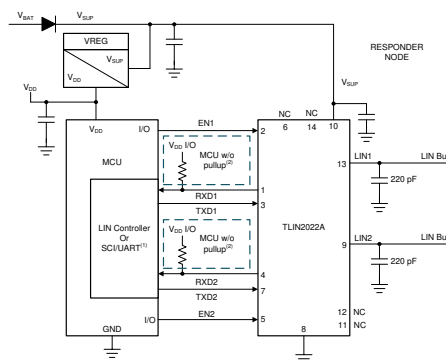 VBAT
VSUP
VREG
VSUP
VDD
VDD
RESPONDER
NODE
VSUP
NC
NC
6
14
10
VDD
I/O
EN1
2
MCU
VDD I/O
MCU w/o
pullup(2)
1
RXD1
3
TXD1
LIN Controller
Or
SCI/UART(1)
VDD I/O
MCU w/o
pullup(2)
4
RXD2
7
TXD2
I/O
EN2
5
GND
TLIN2022A
13
LIN1
LIN Bu
220 pF
9
LIN2
LIN Bu
220 pF
12
NC
11
NC
8